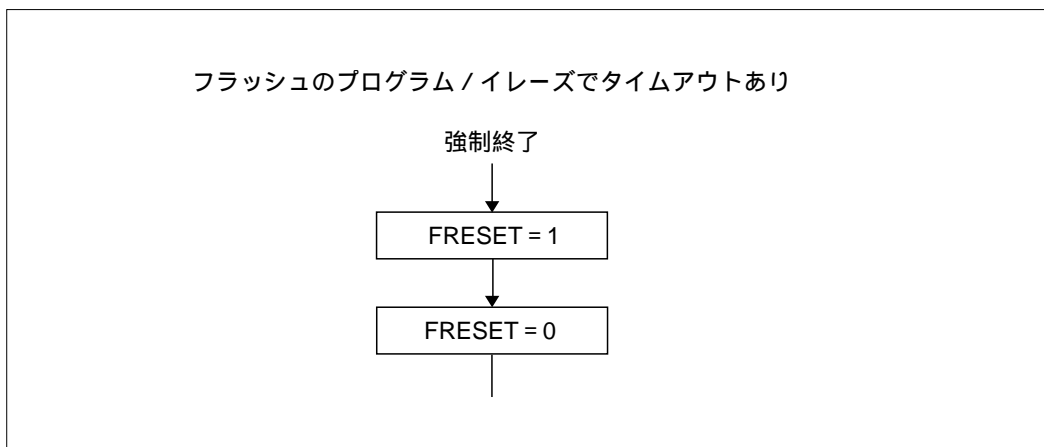 フラッシュのプログラム / イレーズでタイムアウトあり
強制終了
FRESET = 1
FRESET = 0